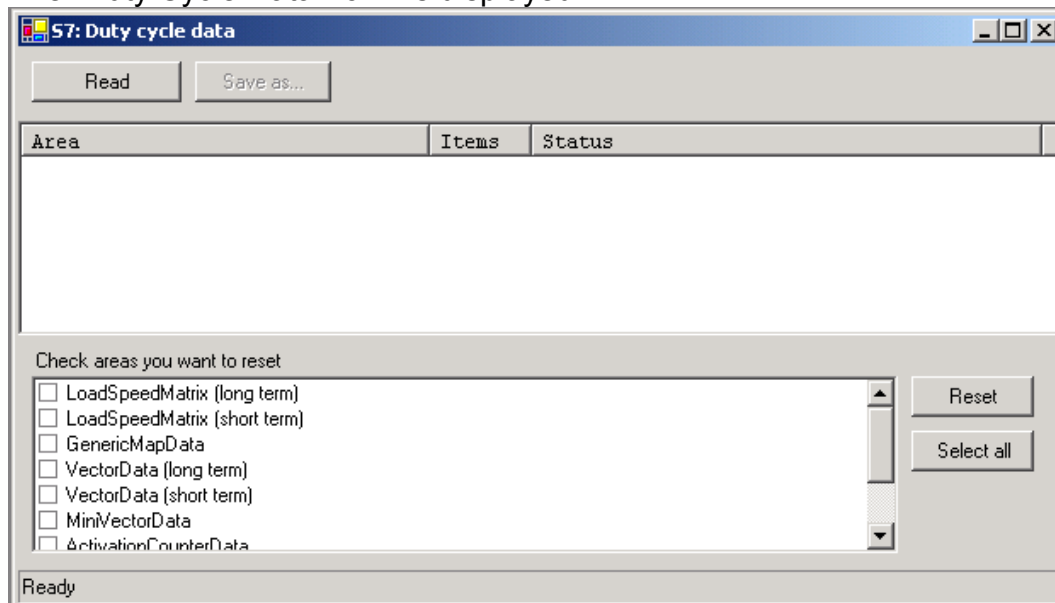 S7: Duty cycle data
Read Save as...
Area Items Status
Check areas you want to reset
LoadSpeedMatrix (long term)
LoadSpeedMatrix (short term)
GenericMapData
VectorData (long term)
VectorData (short term)
MiniVectorData
ActivationCounterData
Reset
Select all
Ready